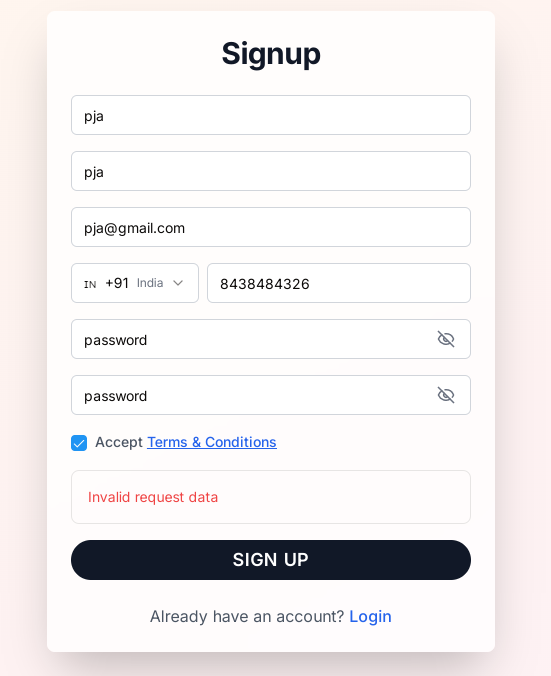 Signup
pja
pja
pja@gmail.com
IN +91 India 8438484326
password
password
Accept Terms & Conditions
Invalid request data
SIGN UP
Already have an account? Login